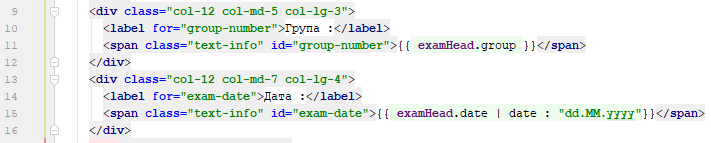 9 <div class="col-12 col-md-5 col-lg-3">
10 <label for="group-number">Група :</label>
11 <span class="text-info" id="group-number">{{ examHead.group }}</span>
12 </div>
13 <div class="col-12 col-md-7 col-lg-4">
14 <label for="exam-date">Дата :</label>
15 <span class="text-info" id="exam-date">{{ examHead.date | date : "dd.MM.yyyy"}}</span>
16 </div>